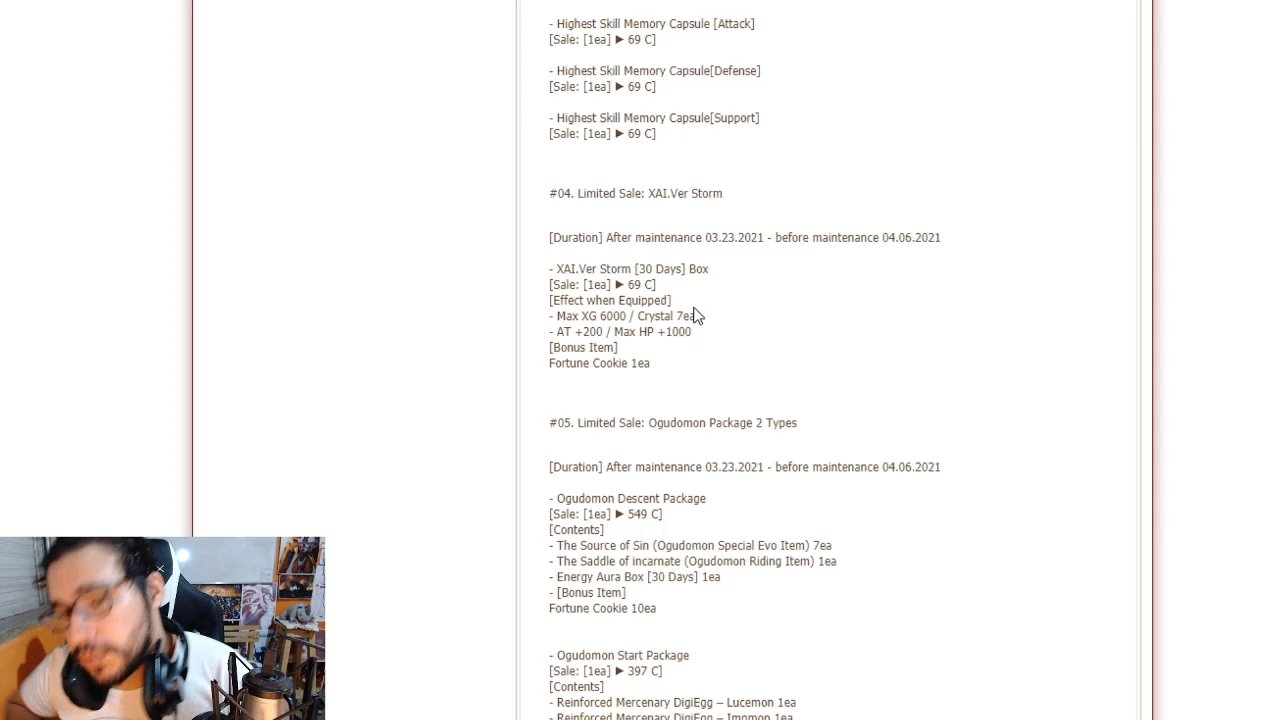 - Highest Skill Memory Capsule [Attack]
[Sale: [1ea] ► 69 C]
- Highest Skill Memory Capsule[Defense]
[Sale: [1ea] ► 69 C]
- Highest Skill Memory Capsule[Support]
[Sale: [1ea] ► 69 C]
#04. Limited Sale: XAI.Ver Storm
[Duration] After maintenance 03.23.2021 - before maintenance 04.06.2021
- XAI.Ver Storm [30 Days] Box
[Sale: [1ea] ► 69 C]
[Effect when Equipped]
- Max XG 6000 / Crystal 7ea
- AT +200 / Max HP +1000
[Bonus Item]
Fortune Cookie 1ea
#05. Limited Sale: Ogudomon Package 2 Types
[Duration] After maintenance 03.23.2021 - before maintenance 04.06.2021
- Ogudomon Descent Package
[Sale: [1ea] ► 549 C]
[Contents]
- The Source of Sin (Ogudomon Special Evo Item) 7ea
- The Saddle of incarnate (Ogudomon Riding Item) 1ea
- Energy Aura Box [30 Days] 1ea
- [Bonus Item]
Fortune Cookie 10ea
- Ogudomon Start Package
[Sale: [1ea] ► 397 C]
[Contents]
- Reinforced Mercenary DigiEgg – Lucemon 1ea
- Reinforced Mercenary DigiEgg – Impmon 1ea